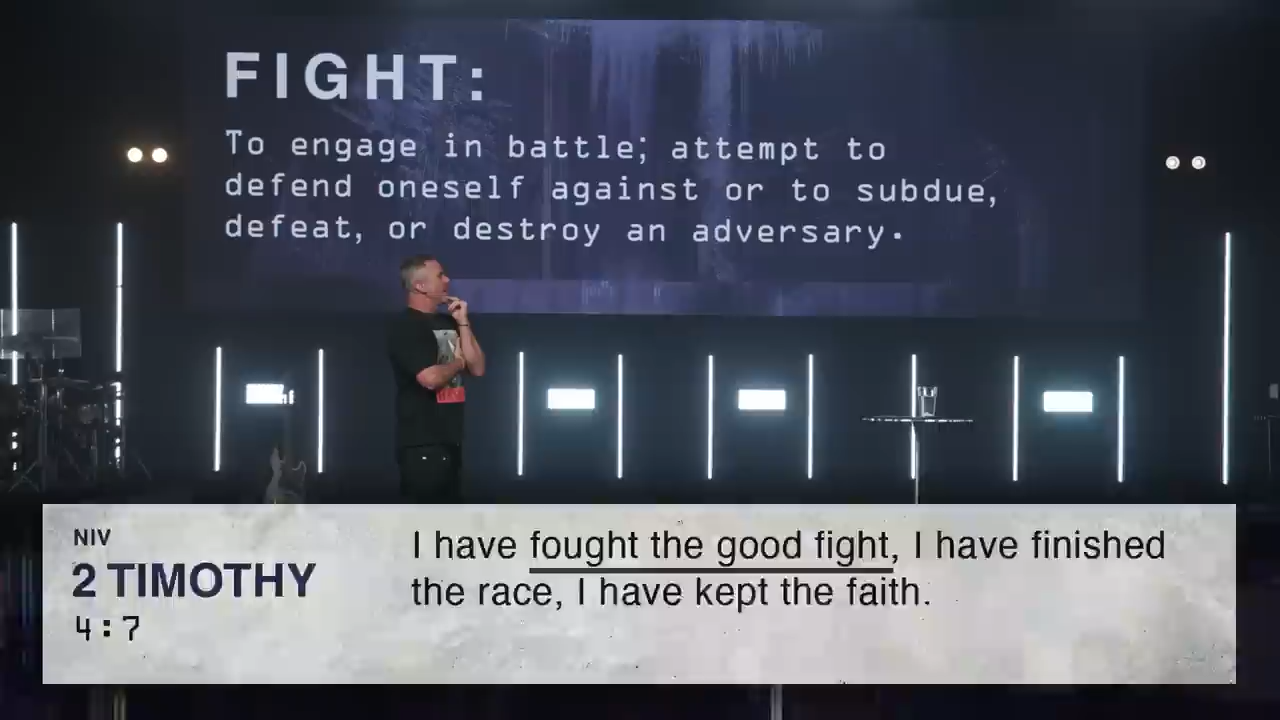 FIGHT:
To engage in battle; attempt to
defend oneself against or to subdue,
defeat, or destroy an adversary.
NIV
2 TIMOTHY
4:7
I have fought the good fight, I have finished
the race, I have kept the faith.